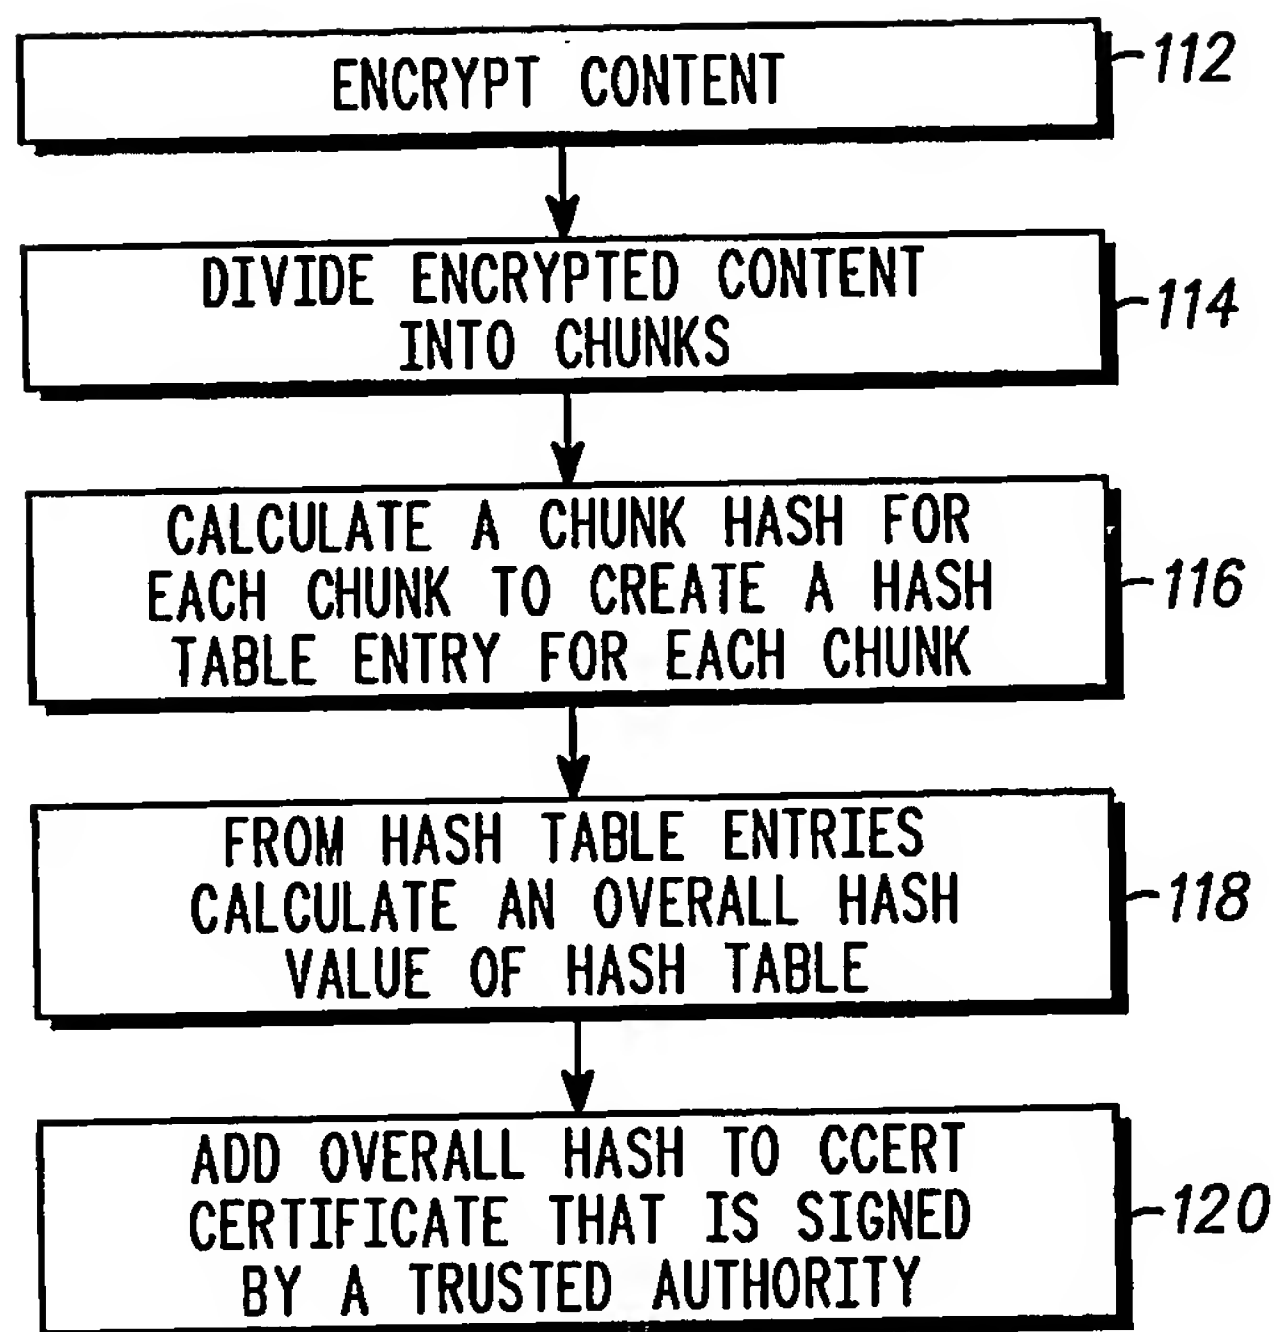 ENCRYPT CONTENT
112
DIVIDE ENCRYPTED CONTENT
INTO CHUNKS
114
CALCULATE A CHUNK HASH FOR
EACH CHUNK TO CREATE A HASH
TABLE ENTRY FOR EACH CHUNK
116
FROM HASH TABLE ENTRIES
CALCULATE AN OVERALL HASH
VALUE OF HASH TABLE
118
ADD OVERALL HASH TO CCERT
CERTIFICATE THAT IS SIGNED
BY A TRUSTED AUTHORITY
120